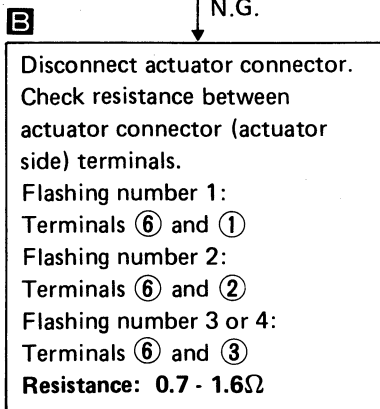 N.G.
B
Disconnect actuator connector.
Check resistance between
actuator connector (actuator
side) terminals.
Flashing number 1:
Terminals ⑥ and ①
Flashing number 2:
Terminals ⑥ and ②
Flashing number 3 or 4:
Terminals ⑥ and ③
Resistance: 0.7 - 1.6Ω